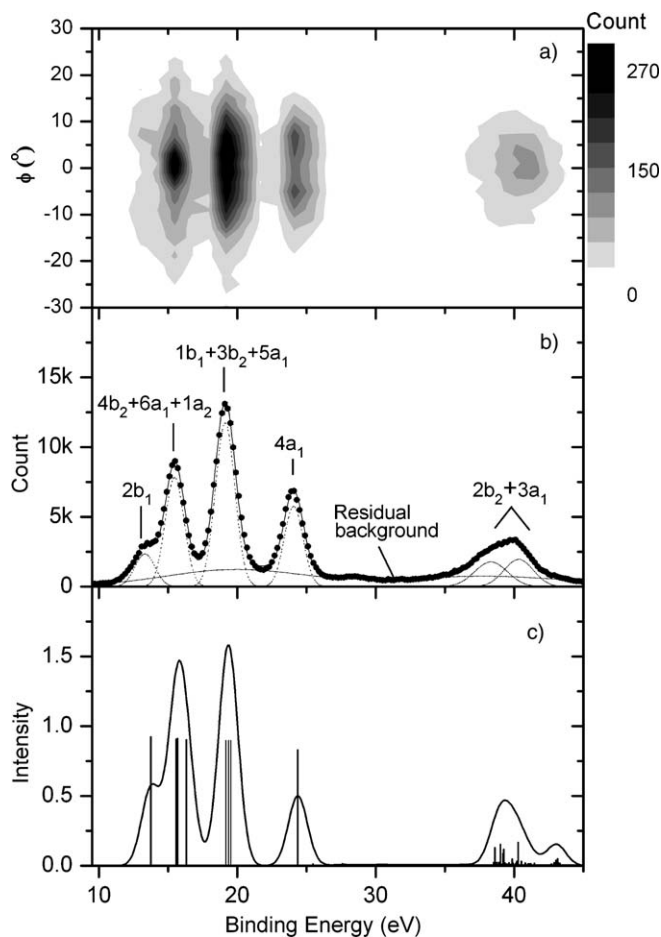 Count
a)
30
20
10
0
-10
-20
-30
ϕ (°)
270
150
0
b)
15k
10k
5k
0
Count
2b₁
4b₂+6a₁+1a₂
1b₁+3b₂+5a₁
4a₁
Residual
background
2b₂+3a₁
c)
1.5
1.0
0.5
0.0
Intensity
10 20 30 40
Binding Energy (eV)